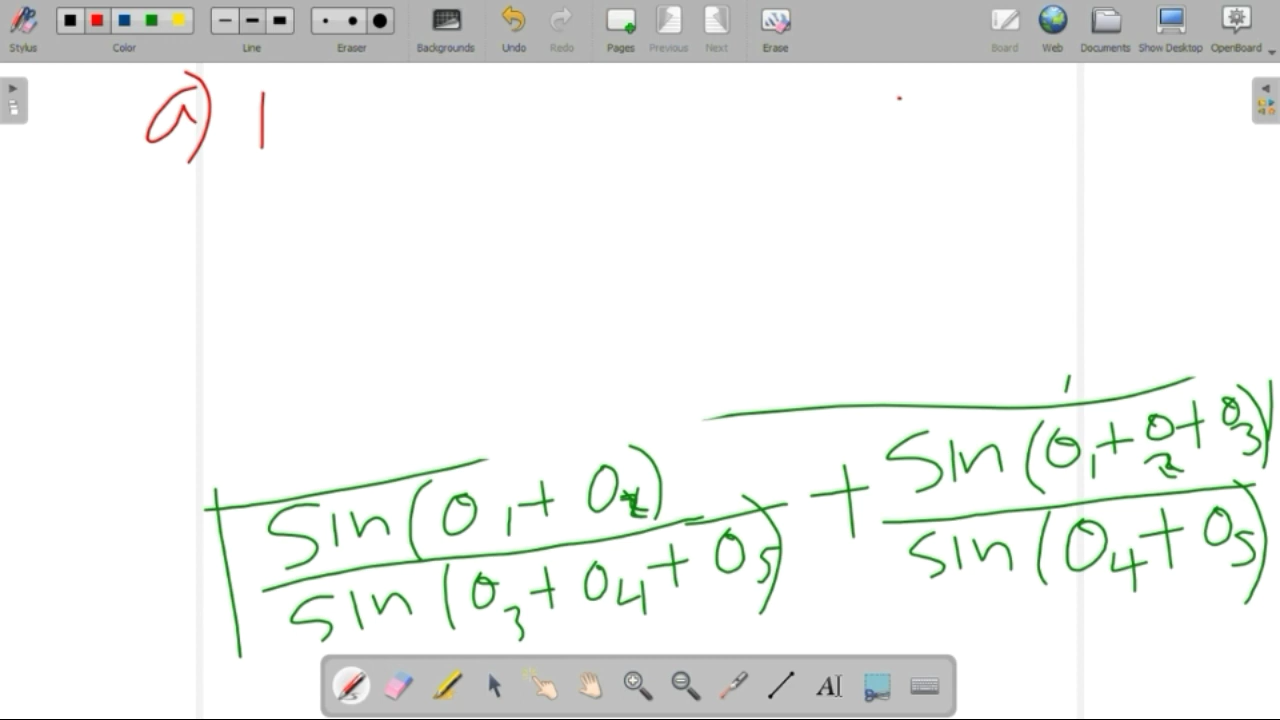 Stylus Color Line Eraser Backgrounds Undo Redo Pages Previous Next Erase Board Web Documents Show Desktop OpenBoard
a) 1
sin(θ₁ + θ₂) + sin(θ₁ + θ₂ + θ₃)
sin(θ₃ + θ₄ + θ₅) sin(θ₄ + θ₅)
AI